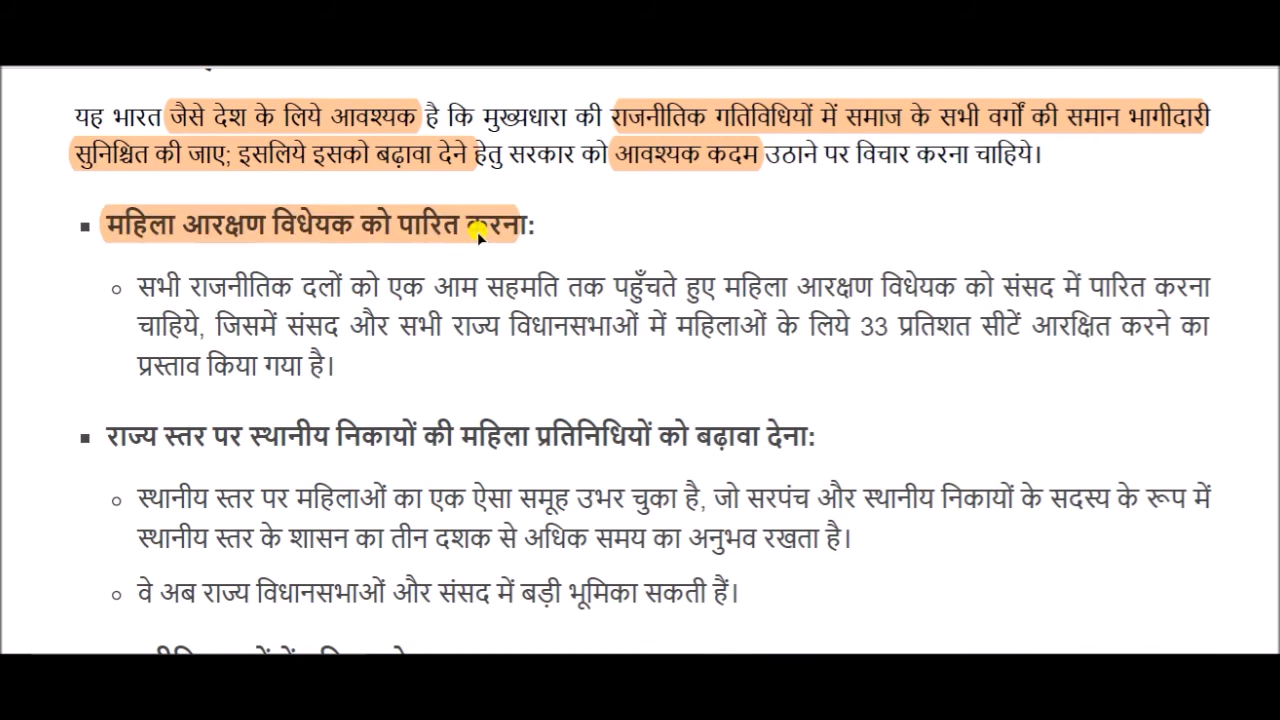 यह भारत जैसे देश के लिये आवश्यक है कि मुख्यधारा की राजनीतिक गतिविधियों में समाज के सभी वर्गों की समान भागीदारी
सुनिश्चित की जाए; इसलिये इसको बढ़ावा देने हेतु सरकार को आवश्यक कदम उठाने पर विचार करना चाहिये।
▪ महिला आरक्षण विधेयक को पारित करना:
○ सभी राजनीतिक दलों को एक आम सहमति तक पहुँचते हुए महिला आरक्षण विधेयक को संसद में पारित करना
चाहिये, जिसमें संसद और सभी राज्य विधानसभाओं में महिलाओं के लिये 33 प्रतिशत सीटें आरक्षित करने का
प्रस्ताव किया गया है।
▪ राज्य स्तर पर स्थानीय निकायों की महिला प्रतिनिधियों को बढ़ावा देना:
○ स्थानीय स्तर पर महिलाओं का एक ऐसा समूह उभर चुका है, जो सरपंच और स्थानीय निकायों के सदस्य के रूप में
स्थानीय स्तर के शासन का तीन दशक से अधिक समय का अनुभव रखता है।
○ वे अब राज्य विधानसभाओं और संसद में बड़ी भूमिका सकती हैं।